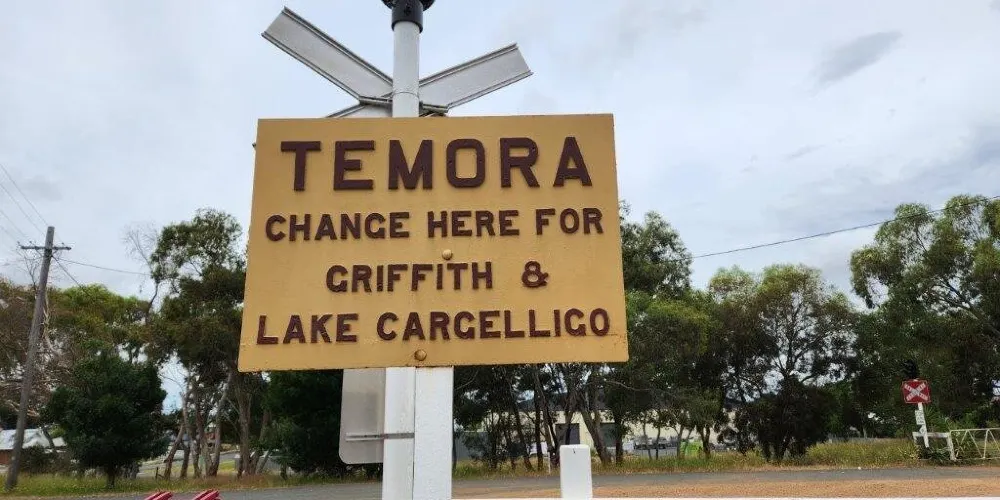 TEMORA
CHANGE HERE FOR
GRIFFITH &
LAKE CARGELLIGO